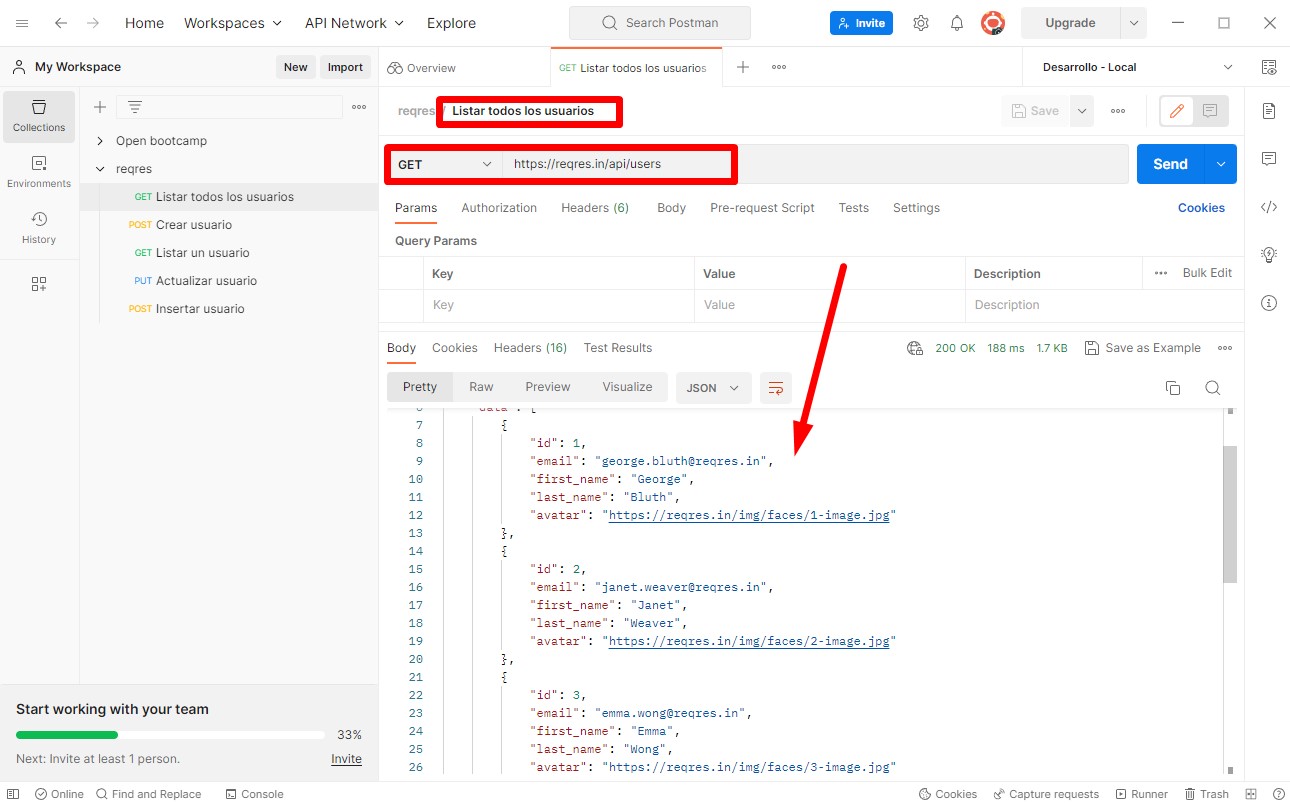 Home Workspaces API Network Explore Search Postman Invite Upgrade
My Workspace New Import
Overview GET Listar todos los usuarios Desarrollo - Local
Collections
Environments
History
Open bootcamp
reqres
GET Listar todos los usuarios
POST Crear usuario
GET Listar un usuario
PUT Actualizar usuario
POST Insertar usuario
reqres / Listar todos los usuarios Save
GET https://reqres.in/api/users Send
Params Authorization Headers (6) Body Pre-request Script Tests Settings Cookies
Query Params
Key Value Description Bulk Edit
Key Value Description
Body Cookies Headers (16) Test Results 200 OK 188 ms 1.7 KB Save as Example
Pretty Raw Preview Visualize JSON
6 "data": [
7 {
8 "id": 1,
9 "email": "george.bluth@reqres.in",
10 "first_name": "George",
11 "last_name": "Bluth",
12 "avatar": "https://reqres.in/img/faces/1-image.jpg"
13 },
14 {
15 "id": 2,
16 "email": "janet.weaver@reqres.in",
17 "first_name": "Janet",
18 "last_name": "Weaver",
19 "avatar": "https://reqres.in/img/faces/2-image.jpg"
20 },
21 {
22 "id": 3,
23 "email": "emma.wong@reqres.in",
24 "first_name": "Emma",
25 "last_name": "Wong",
26 "avatar": "https://reqres.in/img/faces/3-image.jpg"
Start working with your team
33%
Next: Invite at least 1 person. Invite
Online Find and Replace Console Cookies Capture requests Runner Trash